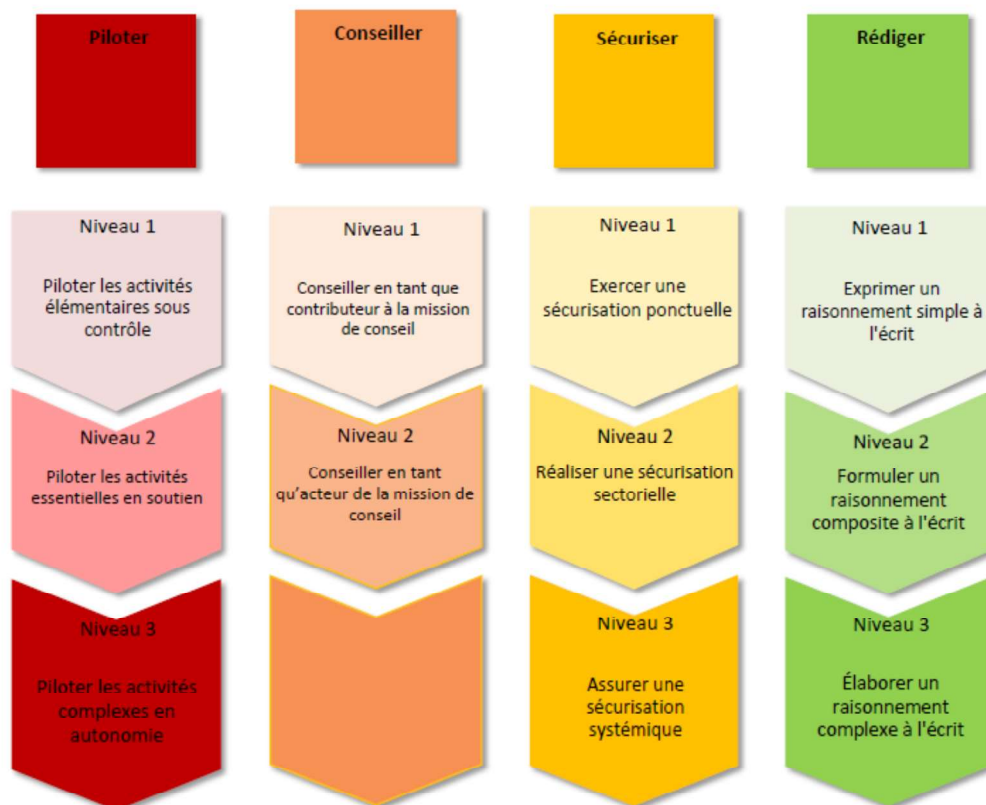 Piloter
Conseiller
Sécuriser
Rédiger
Niveau 1
Piloter les activités
élémentaires sous
contrôle
Niveau 1
Conseiller en tant que
contributeur à la mission
de conseil
Niveau 1
Exercer une
sécurisation ponctuelle
Niveau 1
Exprimer un
raisonnement simple à
l'écrit
Niveau 2
Piloter les activités
essentielles en soutien
Niveau 2
Conseiller en tant
qu'acteur de la mission de
conseil
Niveau 2
Réaliser une sécurisation
sectorielle
Niveau 2
Formuler un
raisonnement
composite à l'écrit
Niveau 3
Piloter les activités
complexes en
autonomie
Niveau 3
Assurer une
sécurisation
systémique
Niveau 3
Élaborer un
raisonnement
complexe à l'écrit